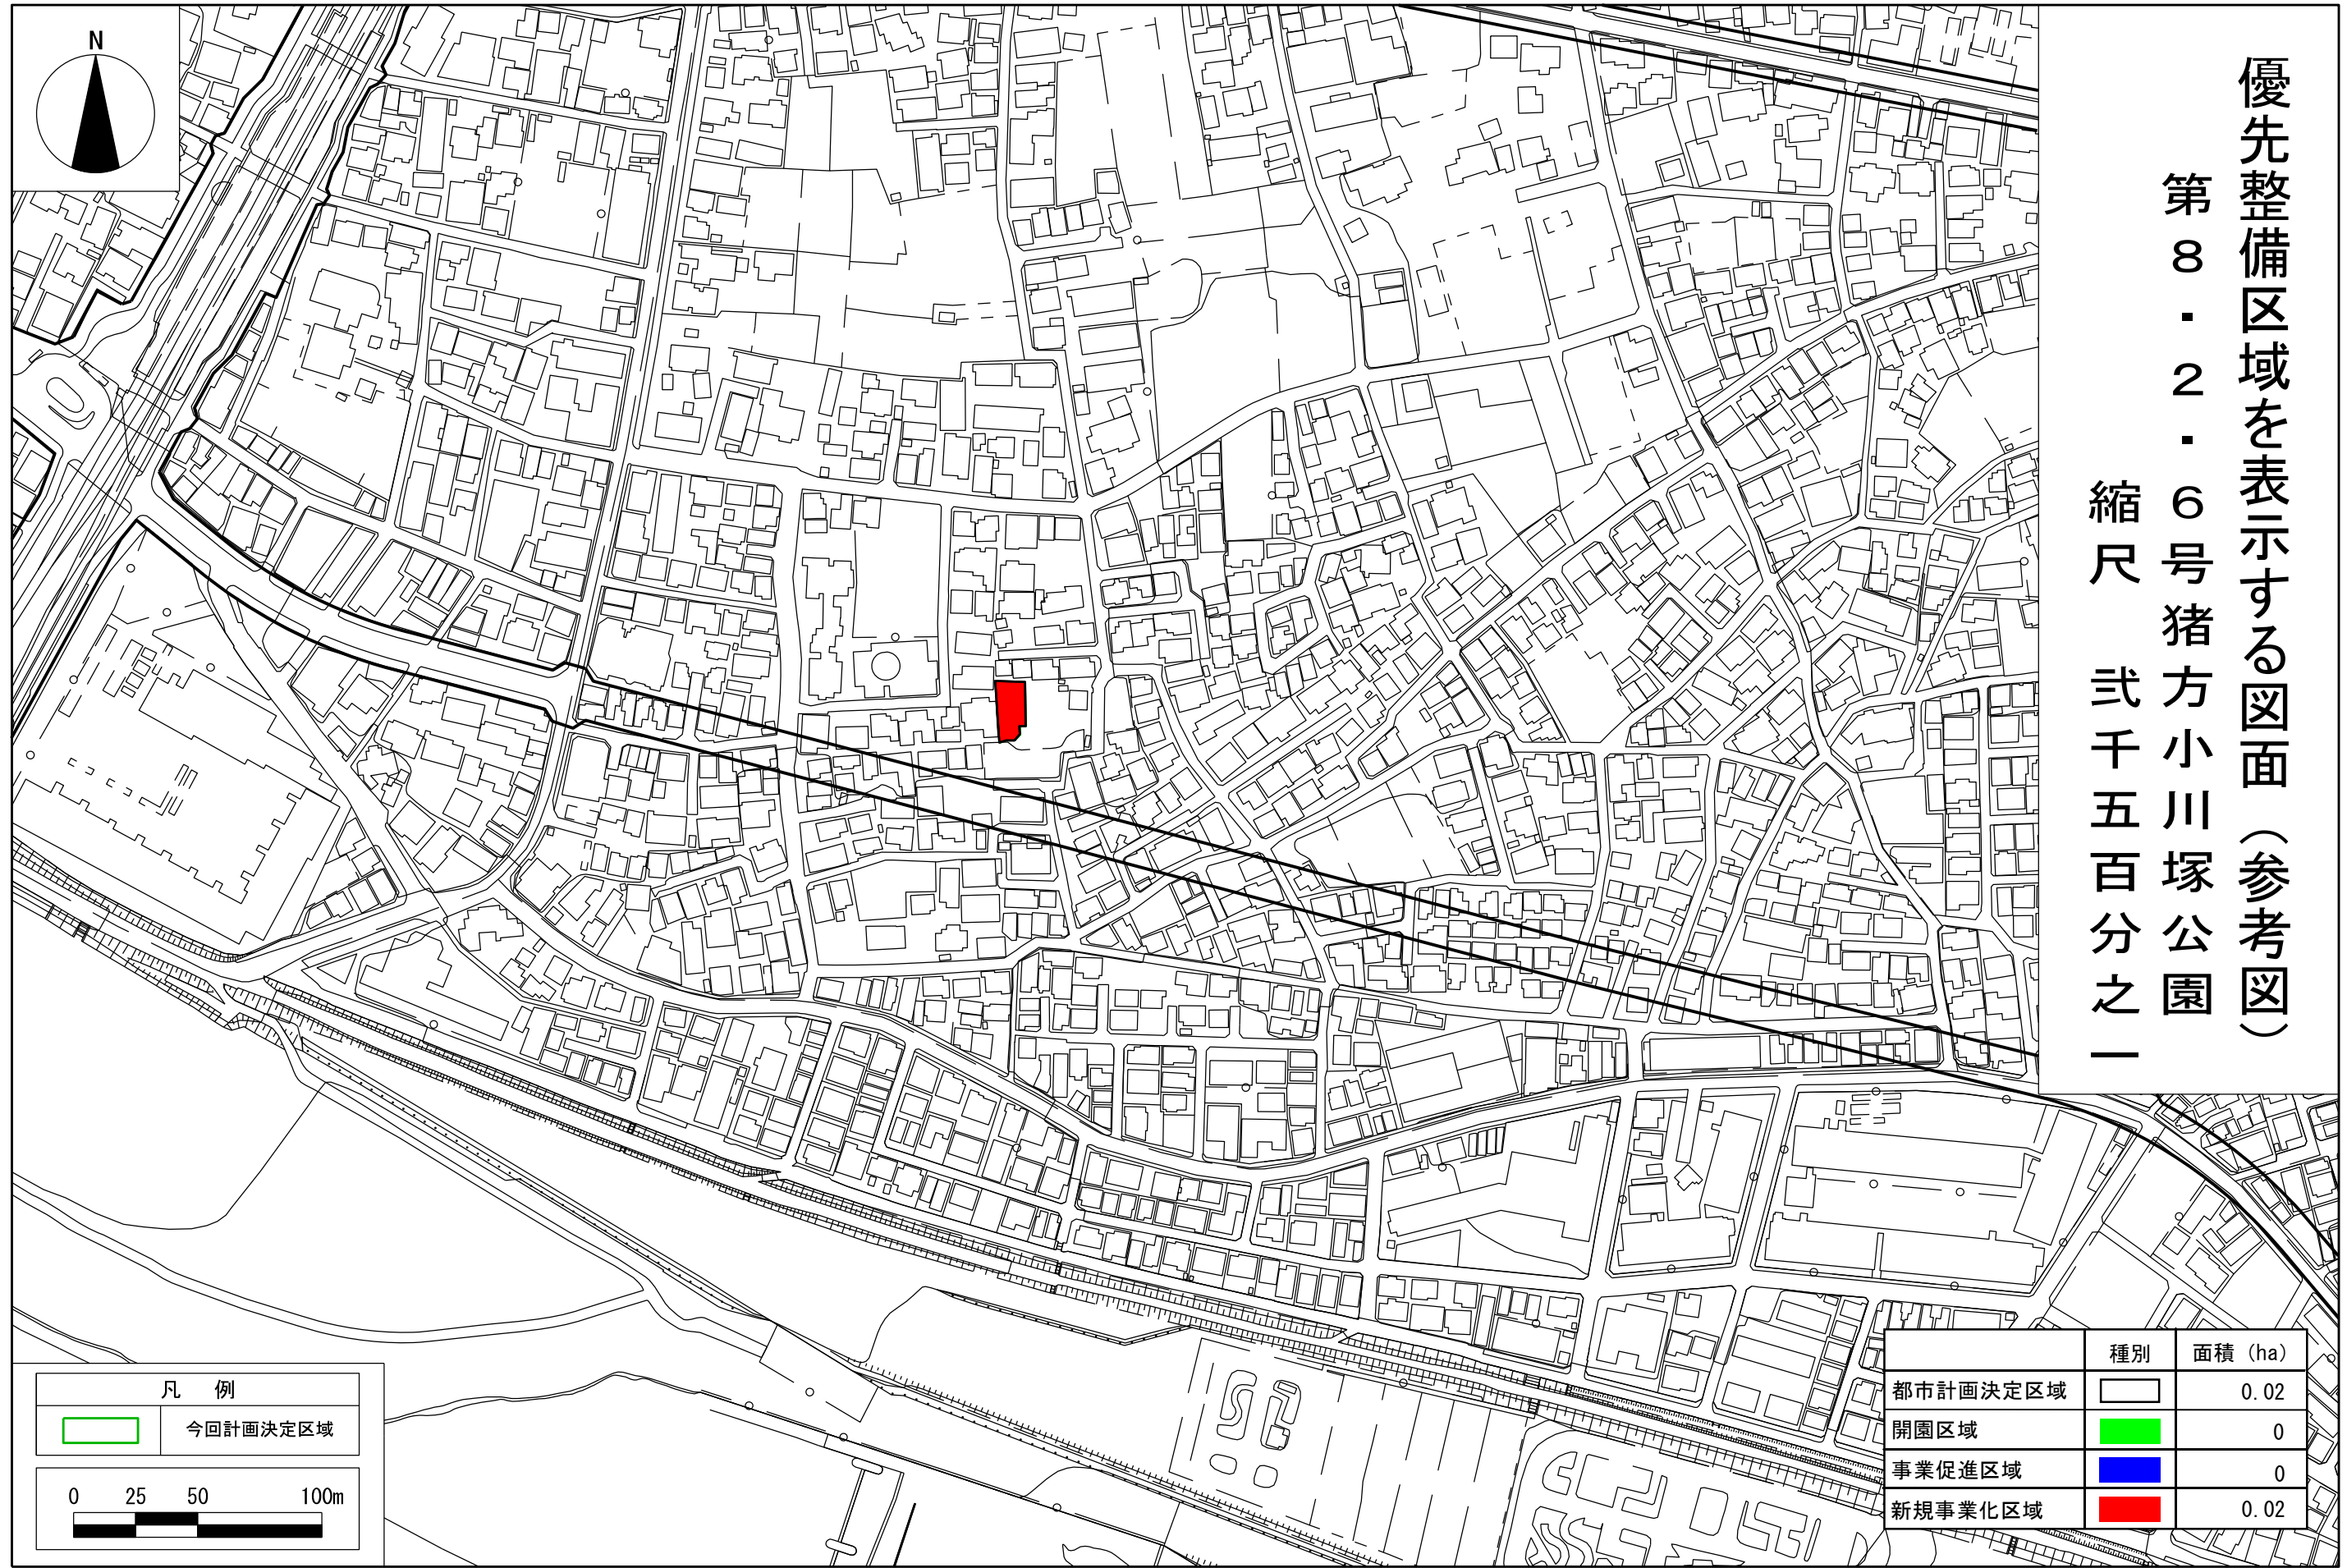 優先整備区域を表示する図面（参考図）
第８・２・６号猪方小川塚公園
縮尺 弐千五百分之一
N
凡 例
今回計画決定区域
0 25 50 100m
種別 面積（ha）
都市計画決定区域 0.02
開園区域 0
事業促進区域 0
新規事業化区域 0.02